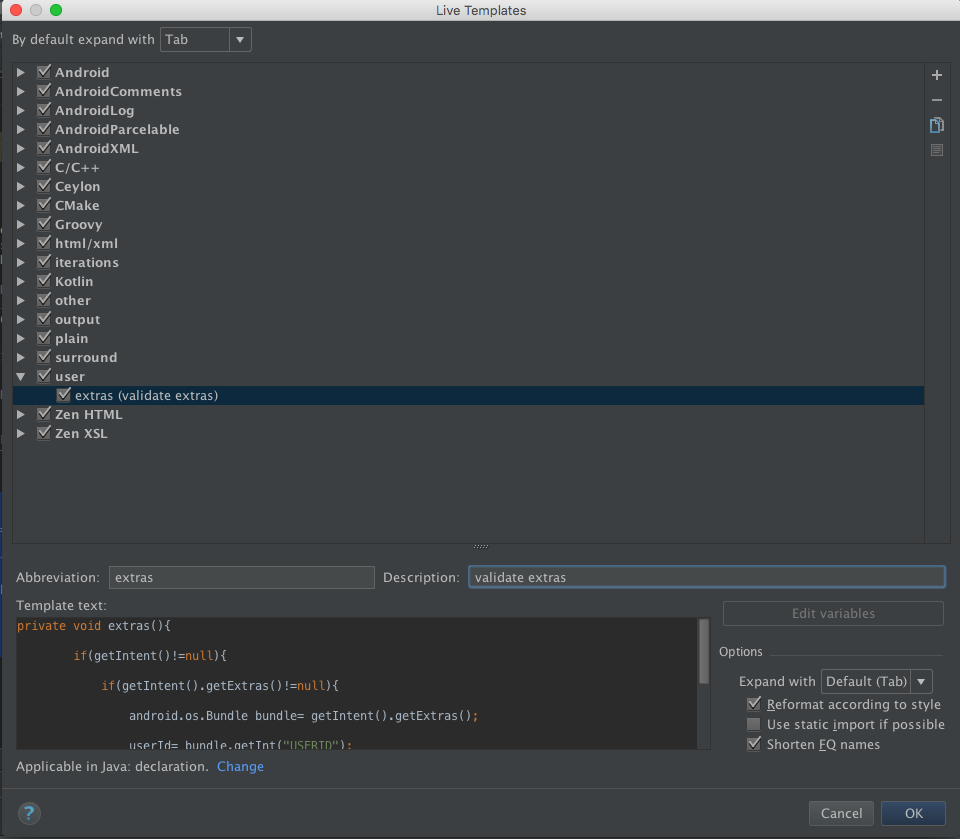 Live Templates
By default expand with Tab
Android
AndroidComments
AndroidLog
AndroidParcelable
AndroidXML
C/C++
Ceylon
CMake
Groovy
html/xml
iterations
Kotlin
other
output
plain
surround
user
extras (validate extras)
Zen HTML
Zen XSL
Abbreviation: extras Description: validate extras
Template text:
private void extras(){
if(getIntent()!=null){
if(getIntent().getExtras()!=null){
android.os.Bundle bundle= getIntent().getExtras();
userId= bundle.getInt("USERID");
Edit variables
Options
Expand with Default (Tab)
Reformat according to style
Use static import if possible
Shorten FQ names
Applicable in Java: declaration. Change
?
Cancel
OK